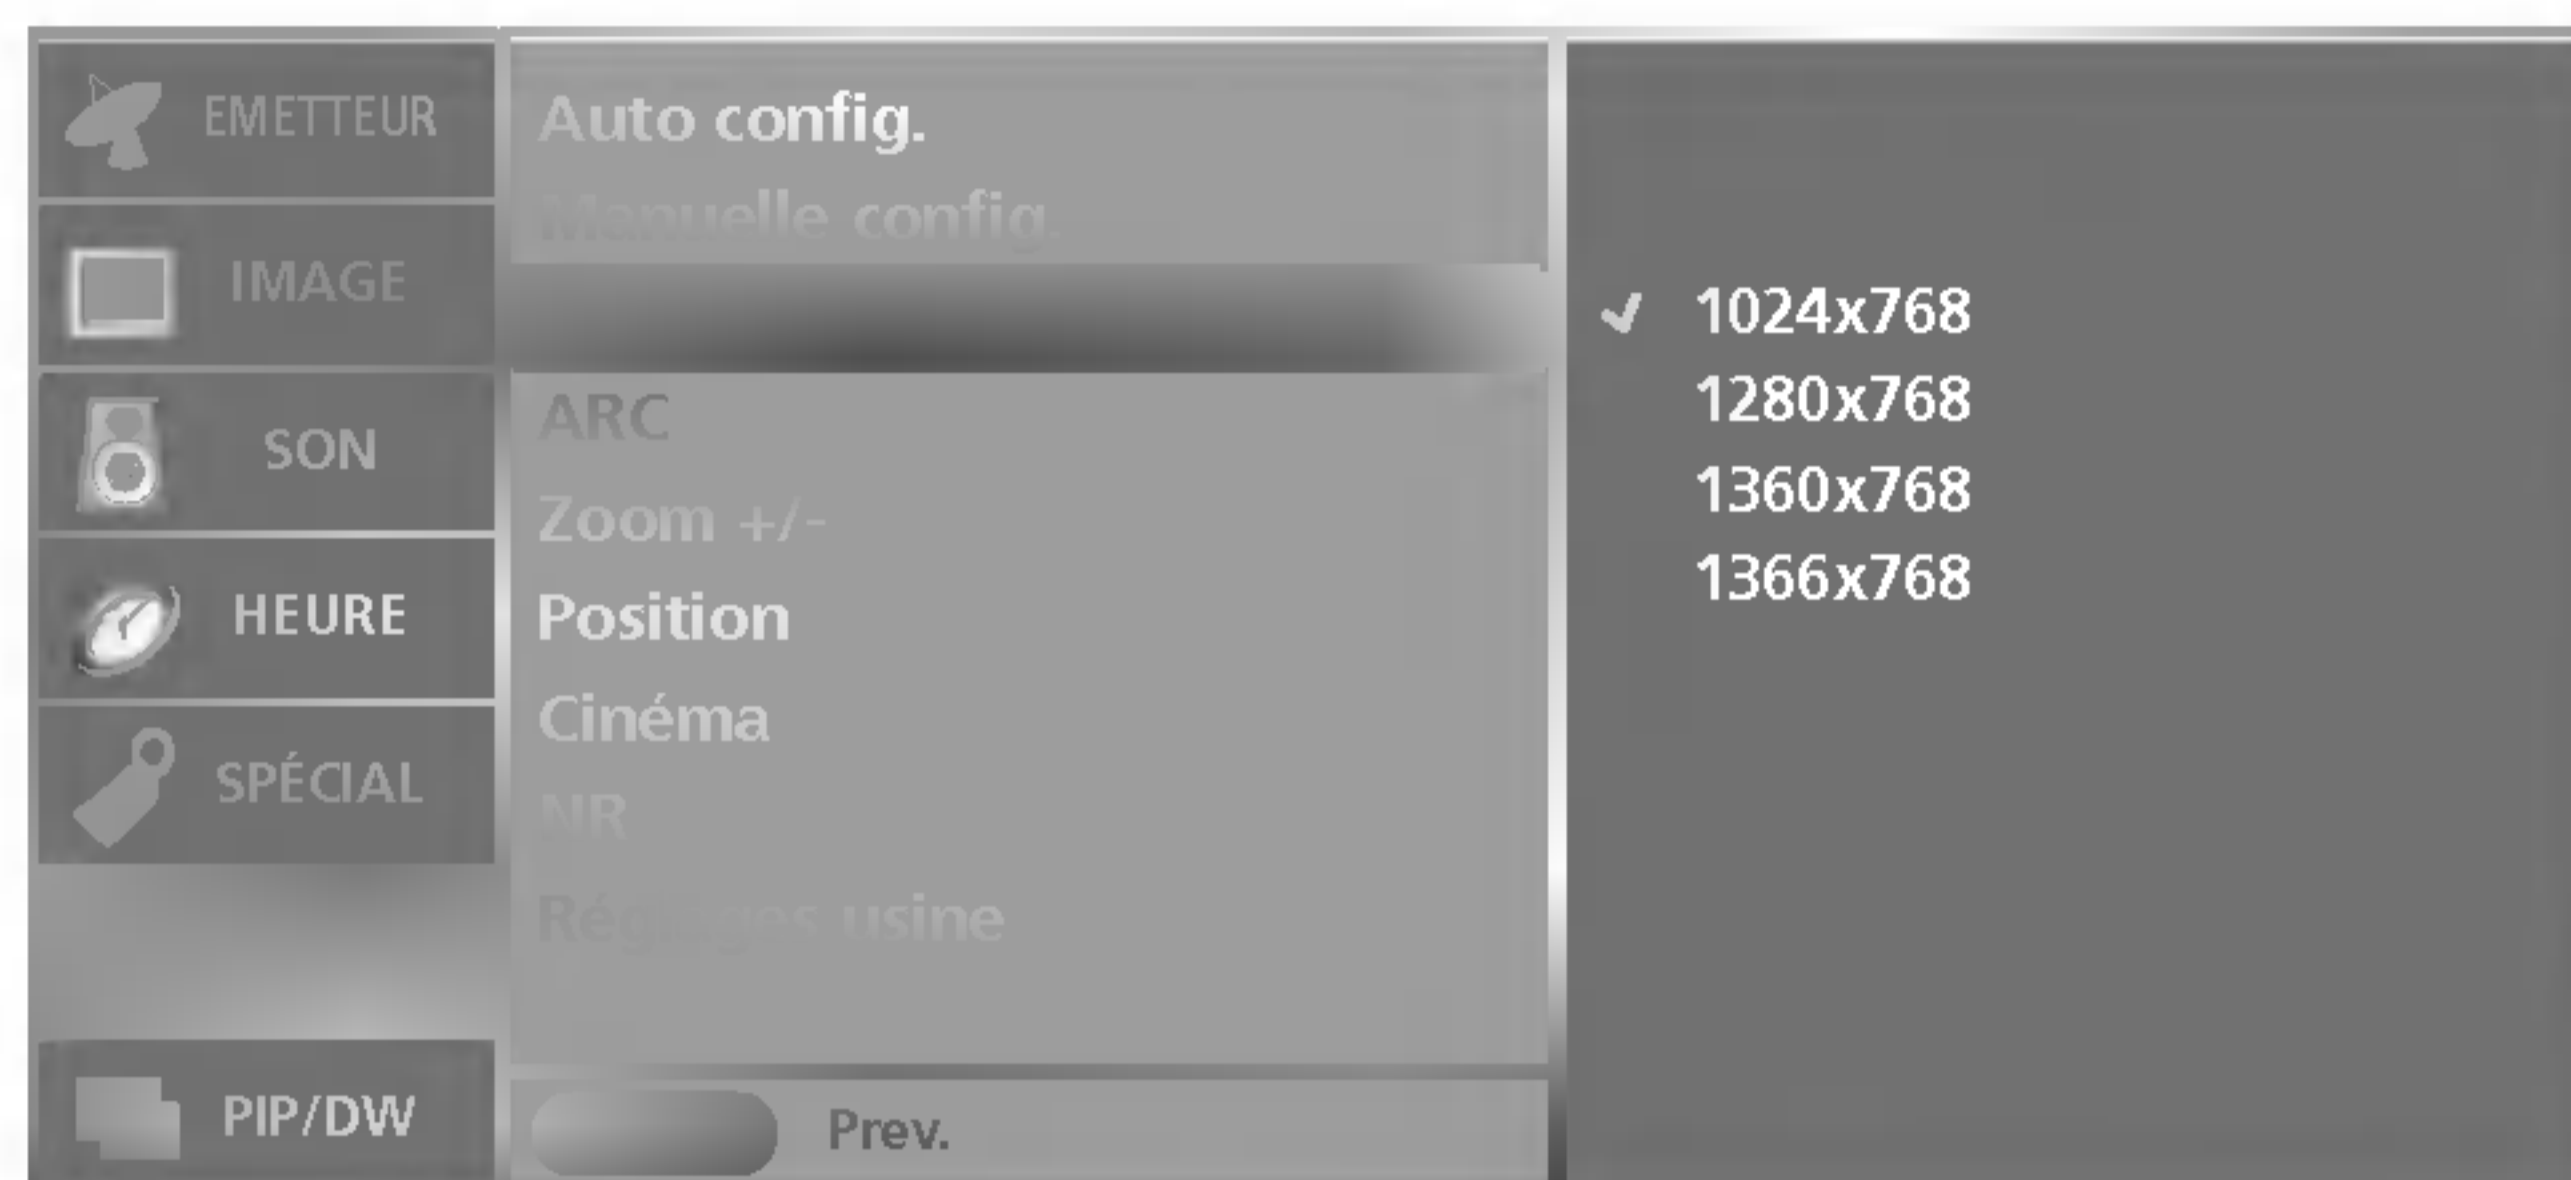 EMETTEUR
IMAGE
SON
HEURE
SPÉCIAL
PIP/DW
Auto config.
Manuelle config.
ARC
Zoom +/-
Position
Cinéma
NR
Réglages usine
Prev.
1024x768
1280x768
1360x768
1366x768